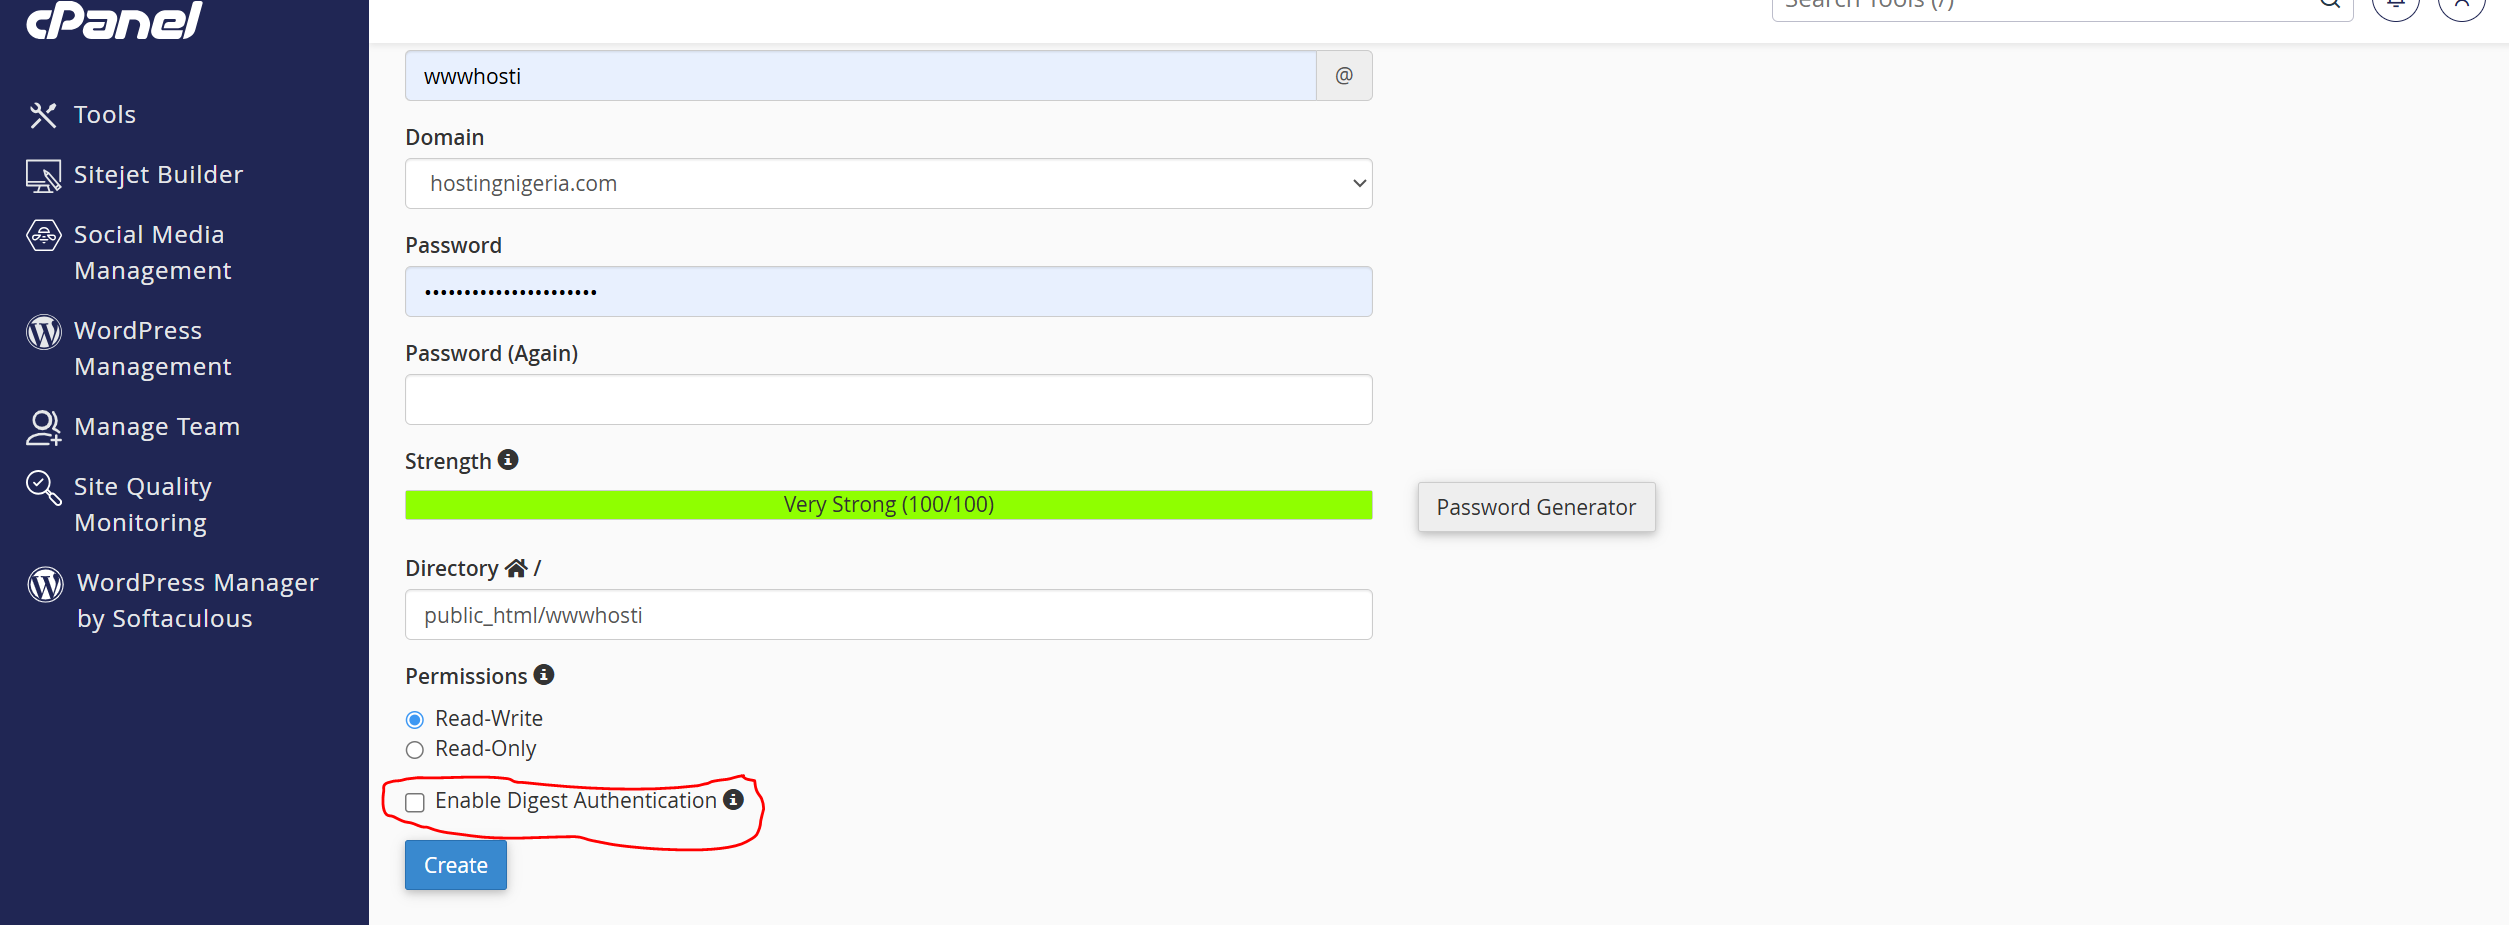 cPanel
Search Tools (/)
Tools
Sitejet Builder
Social Media
Management
WordPress
Management
Manage Team
Site Quality
Monitoring
WordPress Manager
by Softaculous
wwwhosti
@
Domain
hostingnigeria.com
Password
••••••••••••••••••••••
Password (Again)
Strength
Very Strong (100/100)
Password Generator
Directory /
public_html/wwwhosti
Permissions
Read-Write
Read-Only
Enable Digest Authentication
Create